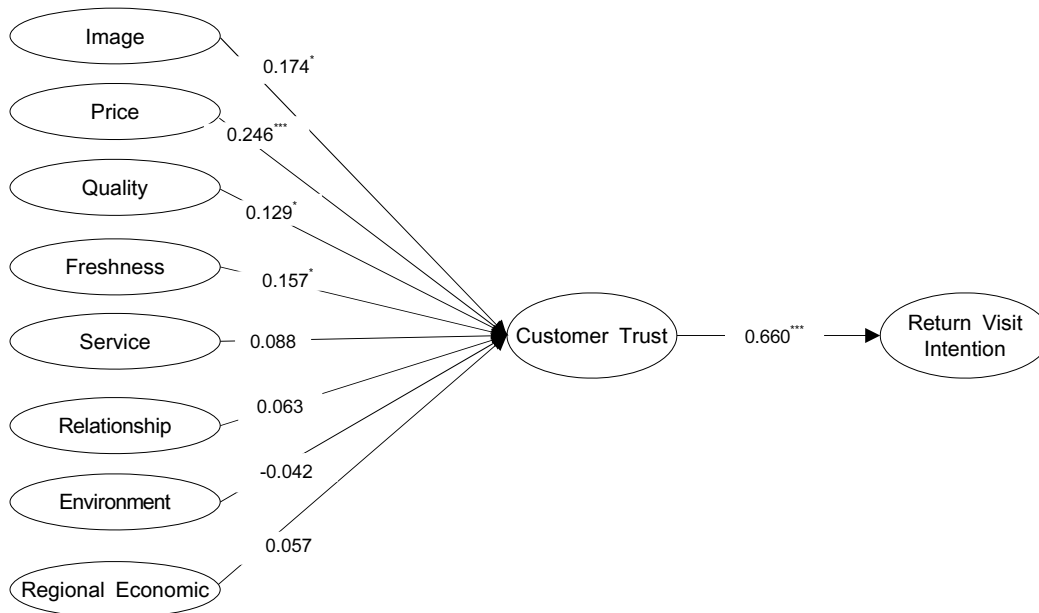 Image
0.174*
Price
0.246***
Quality
0.129*
Freshness
0.157*
Service
0.088
Customer Trust
0.660***
Return Visit
Intention
Relationship
0.063
Environment
-0.042
Regional Economic
0.057